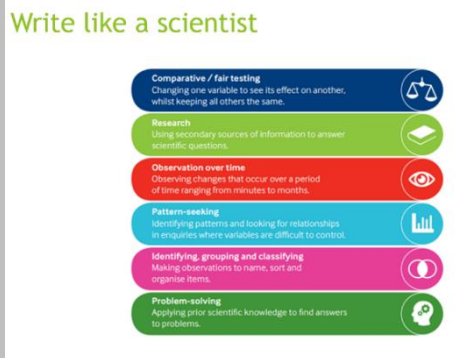 Write like a scientist
Comparative / fair testing
Changing one variable to see its effect on another,
whilst keeping all others the same.
Research
Using secondary sources of information to answer
scientific questions.
Observation over time
Observing changes that occur over a period
of time ranging from minutes to months.
Pattern-seeking
Identifying patterns and looking for relationships
in enquiries where variables are difficult to control.
Identifying, grouping and classifying
Making observations to name, sort and
organise items.
Problem-solving
Applying prior scientific knowledge to find answers
to problems.